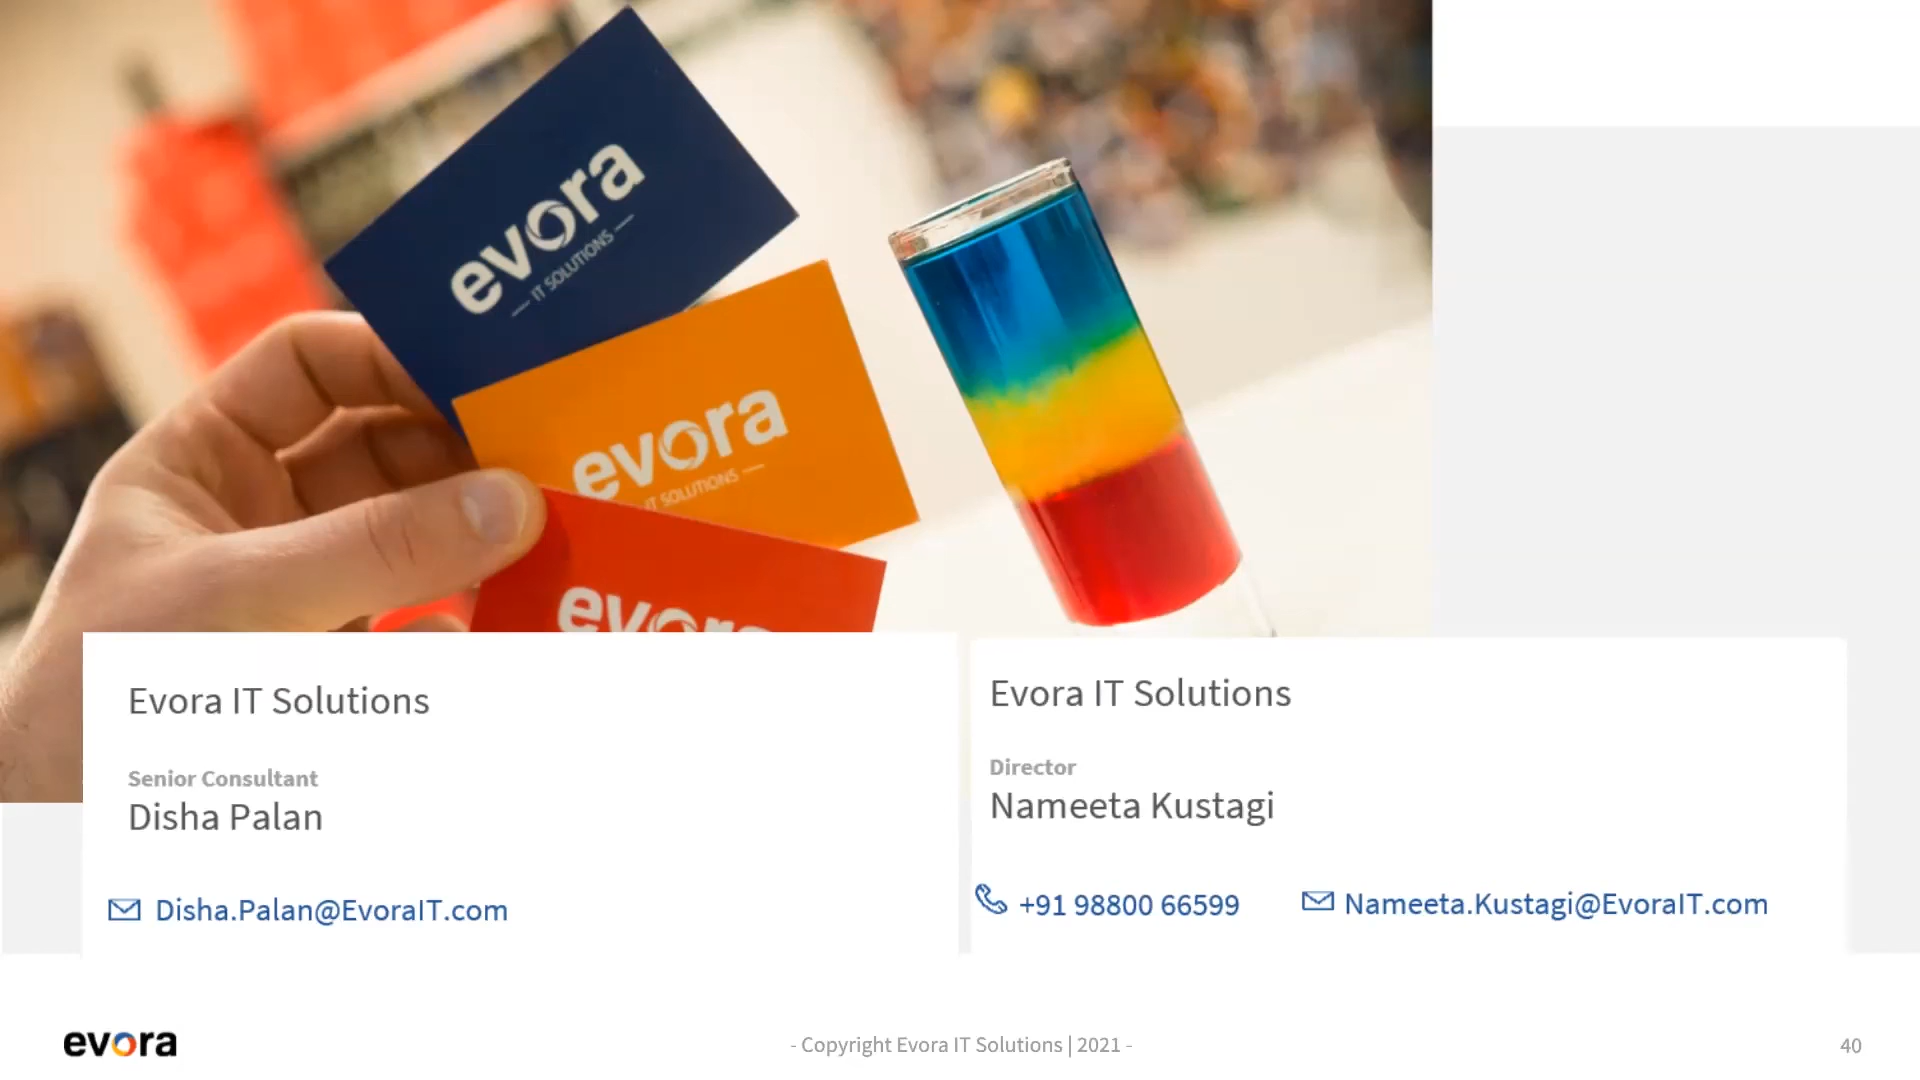 evora
IT SOLUTIONS
evora
IT SOLUTIONS
evora
Evora IT Solutions
Senior Consultant
Disha Palan
Disha.Palan@EvoraIT.com
Evora IT Solutions
Director
Nameeta Kustagi
+91 98800 66599
Nameeta.Kustagi@EvoraIT.com
evora
- Copyright Evora IT Solutions | 2021 -
40